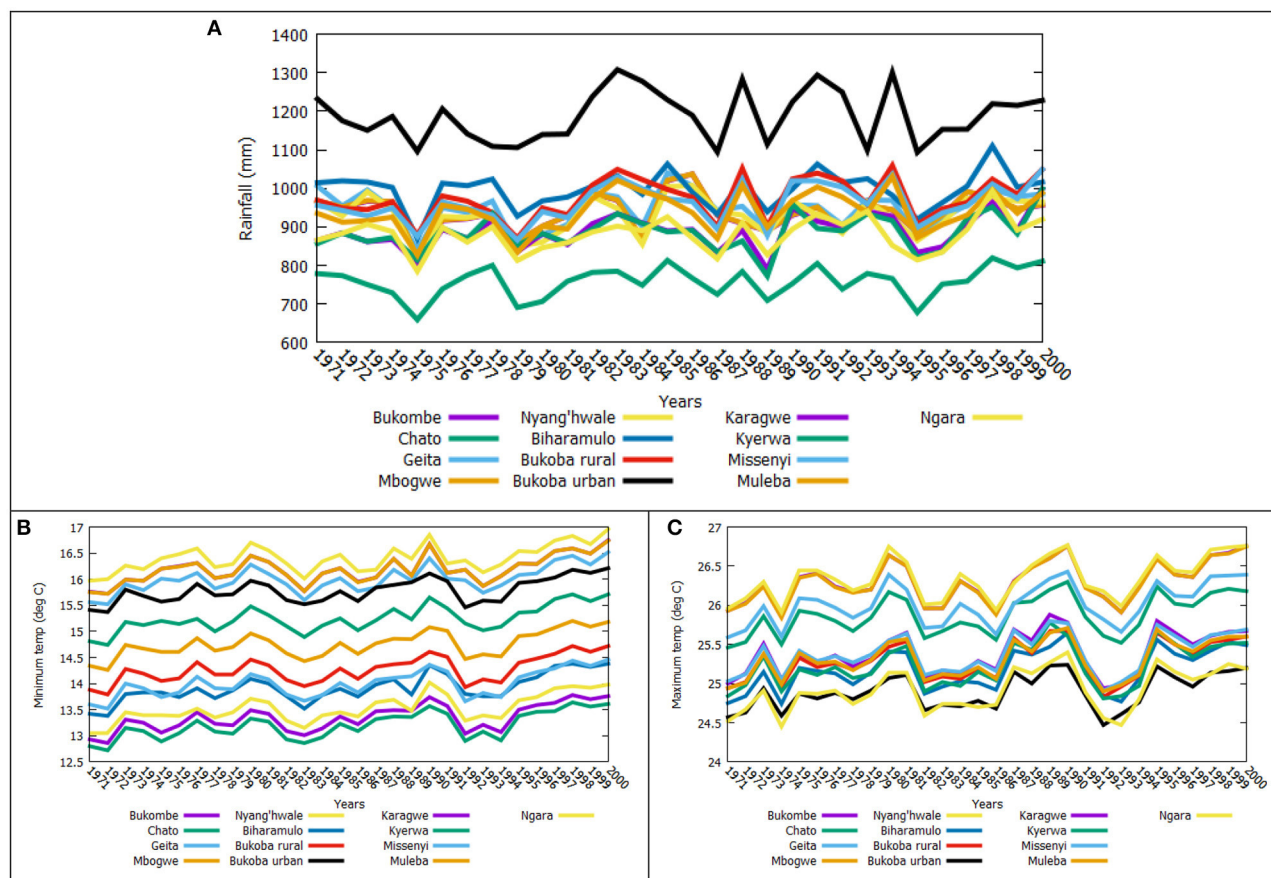 A
1400
1300
1200
1100
1000
900
800
700
600
Rainfall (mm)
1971 1972 1973 1974 1975 1976 1977 1978 1979 1980 1981 1982 1983 1984 1985 1986 1987 1988 1989 1990 1991 1992 1993 1994 1995 1996 1997 1998 1999 2000
Years
Bukombe Nyang'hwale Karagwe Ngara
Chato Biharamulo Kyerwa
Geita Bukoba rural Missenyi
Mbogwe Bukoba urban Muleba
B
17
16.5
16
15.5
15
14.5
14
13.5
13
12.5
Minimum temp (deg C)
1971 1972 1973 1974 1975 1976 1977 1978 1979 1980 1981 1982 1983 1984 1985 1986 1987 1988 1989 1990 1991 1992 1993 1994 1995 1996 1997 1998 1999 2000
Years
Bukombe Nyang'hwale Karagwe Ngara
Chato Biharamulo Kyerwa
Geita Bukoba rural Missenyi
Mbogwe Bukoba urban Muleba
C
27
26.5
26
25.5
25
24.5
24
Maximum temp (deg C)
1971 1972 1973 1974 1975 1976 1977 1978 1979 1980 1981 1982 1983 1984 1985 1986 1987 1988 1989 1990 1991 1992 1993 1994 1995 1996 1997 1998 1999 2000
Years
Bukombe Nyang'hwale Karagwe Ngara
Chato Biharamulo Kyerwa
Geita Bukoba rural Missenyi
Mbogwe Bukoba urban Muleba